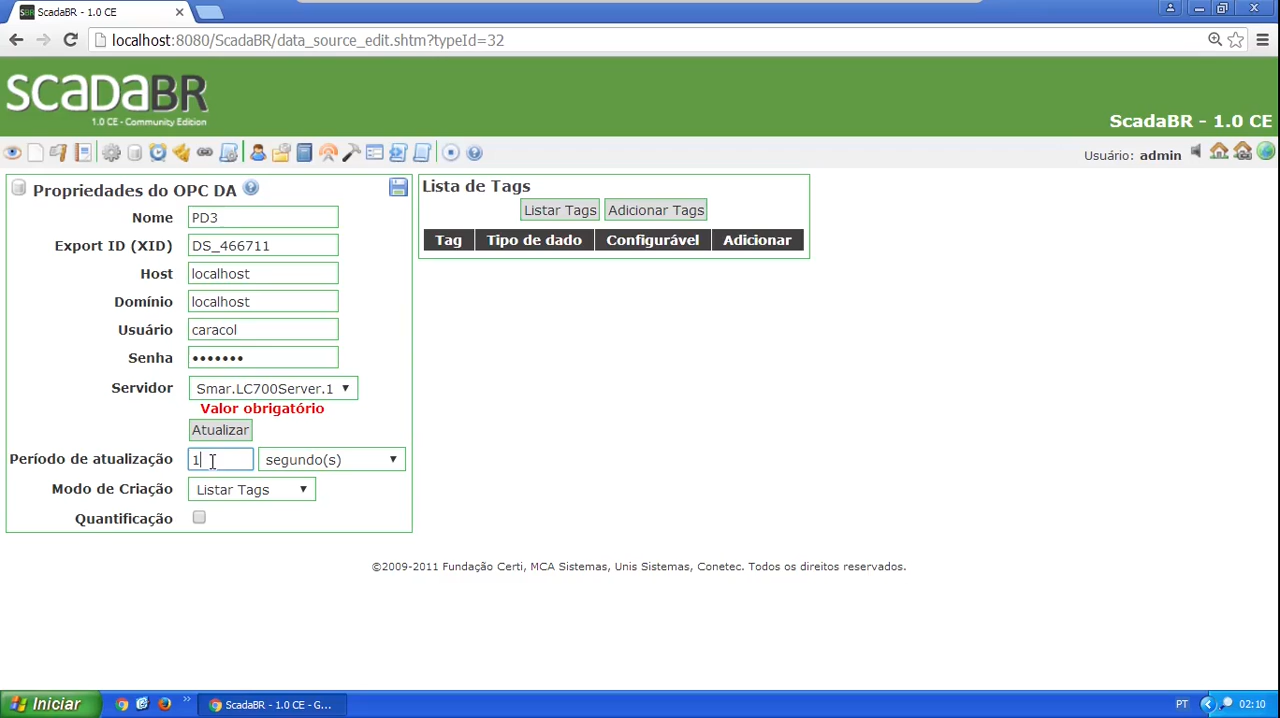 ScadaBR - 1.0 CE
localhost:8080/ScadaBR/data_source_edit.shtm?typeId=32
SCADABR
1.0 CE - Community Edition
ScadaBR - 1.0 CE
Usuário: admin
Propriedades do OPC DA
Nome PD3
Export ID (XID) DS_466711
Host localhost
Domínio localhost
Usuário caracol
Senha •••••••
Servidor Smar.LC700Server.1
Valor obrigatório
Atualizar
Período de atualização 1 segundo(s)
Modo de Criação Listar Tags
Quantificação
Lista de Tags
Listar Tags Adicionar Tags
Tag Tipo de dado Configurável Adicionar
©2009-2011 Fundação Certi, MCA Sistemas, Unis Sistemas, Conetec. Todos os direitos reservados.
Iniciar ScadaBR - 1.0 CE - G... PT 02:10